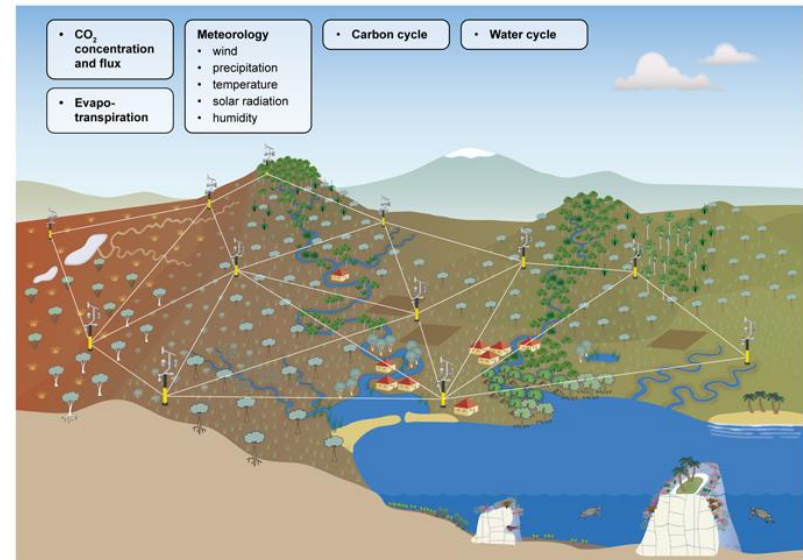 • CO₂
concentration
and flux
• Evapo-
transpiration
Meteorology
• wind
• precipitation
• temperature
• solar radiation
• humidity
• Carbon cycle
• Water cycle